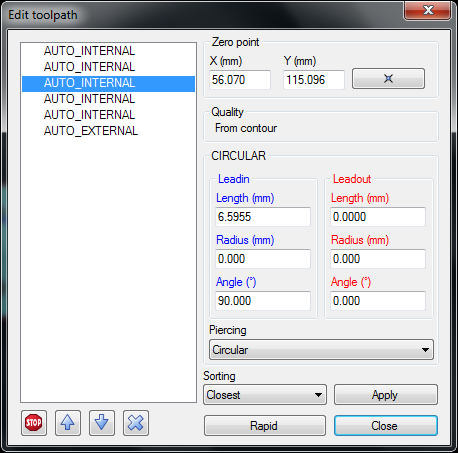 Edit toolpath
AUTO_INTERNAL
AUTO_INTERNAL
AUTO_INTERNAL
AUTO_INTERNAL
AUTO_INTERNAL
AUTO_EXTERNAL
Zero point
X (mm) Y (mm)
56.070 115.096
Quality
From contour
CIRCULAR
Leadin Leadout
Length (mm) Length (mm)
6.5955 0.0000
Radius (mm) Radius (mm)
0.000 0.000
Angle (°) Angle (°)
90.000 0.000
Piercing
Circular
Sorting
Closest Apply
STOP Rapid Close